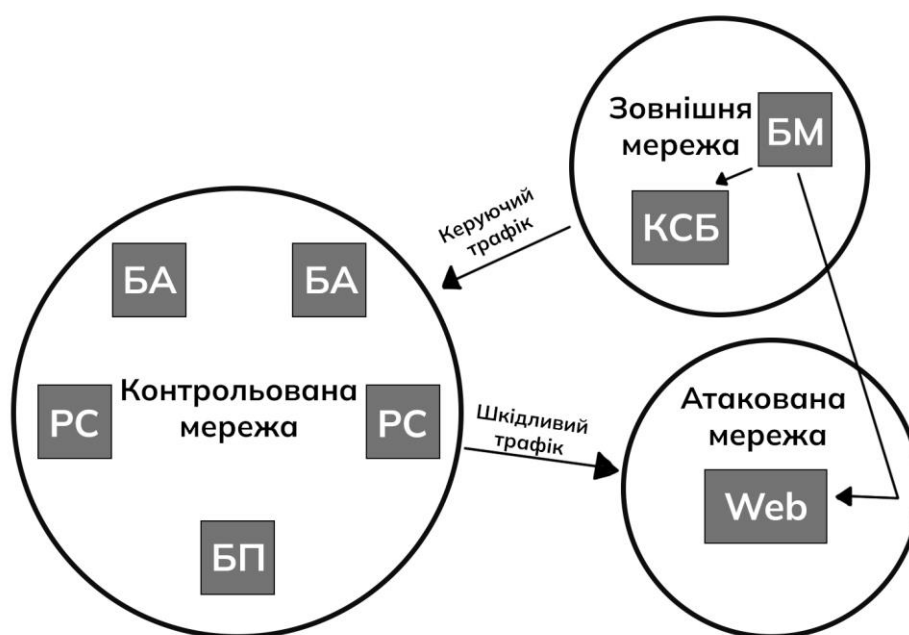 Зовнішня
мережа
БМ
КСБ
Керуючий
трафік
БА
БА
Контрольована
мережа
РС
РС
БП
Шкідливий
трафік
Атакована
мережа
Web